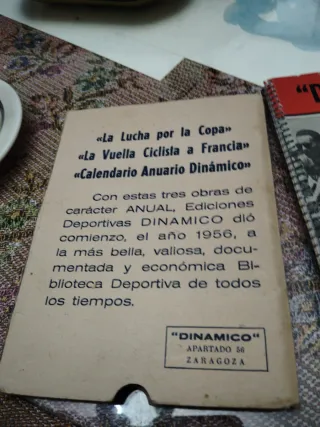 «La Lucha por la Copa»
«La Vuelta Ciclista a Francia»
«Calendario Anuario Dinámico»
Con estas tres obras de
carácter ANUAL, Ediciones
Deportivas DINAMICO dió
comienzo, el año 1956, a
la más bella, valiosa, docu-
mentada y económica Bi-
blioteca Deportiva de todos
los tiempos.
"DINAMICO"
APARTADO 56
ZARAGOZA
"D